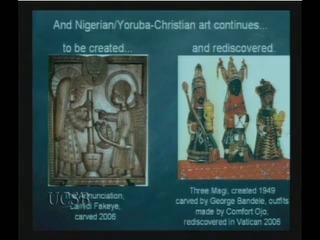 And Nigerian/Yoruba-Christian art continues...
to be created...
and rediscovered.
Annunciation,
Lamidi Fakeye,
carved 2006
Three Magi, created 1949
carved by George Bandele, outfits
made by Comfort Ojo,
rediscovered in Vatican 2006